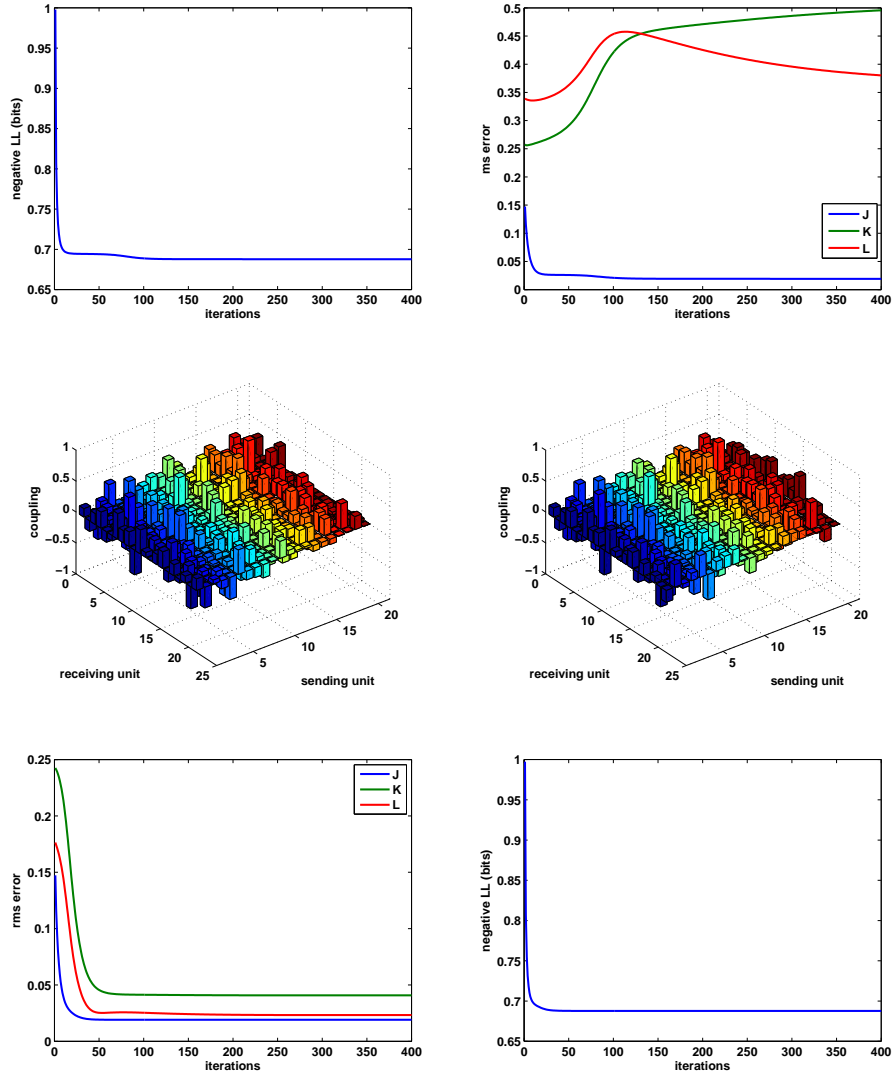 1
0.95
0.9
0.85
0.8
0.75
0.7
0.65
0 50 100 150 200 250 300 350 400
negative LL (bits)
iterations
0.5
0.45
0.4
0.35
0.3
0.25
0.2
0.15
0.1
0.05
0
0 50 100 150 200 250 300 350 400
ms error
iterations
J
K
L
1
0.5
0
−0.5
−1
coupling
0
5
10
15
20
25
receiving unit
5
10
15
20
sending unit
1
0.5
0
−0.5
−1
coupling
0
5
10
15
20
25
receiving unit
5
10
15
20
sending unit
0.25
0.2
0.15
0.1
0.05
0
0 50 100 150 200 250 300 350 400
rms error
iterations
J
K
L
1
0.95
0.9
0.85
0.8
0.75
0.7
0.65
0 50 100 150 200 250 300 350 400
negative LL (bits)
iterations